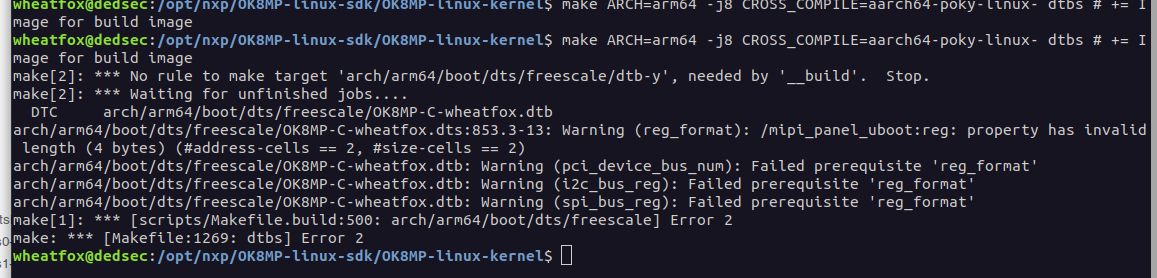 wheatfox@dedsec:/opt/nxp/OK8MP-linux-sdk/OK8MP-linux-kernel$ make ARCH=arm64 -j8 CROSS_COMPILE=aarch64-poky-linux- dtbs # += I
mage for build image
wheatfox@dedsec:/opt/nxp/OK8MP-linux-sdk/OK8MP-linux-kernel$ make ARCH=arm64 -j8 CROSS_COMPILE=aarch64-poky-linux- dtbs # += I
mage for build image
make[2]: *** No rule to make target 'arch/arm64/boot/dts/freescale/dtb-y', needed by '__build'.  Stop.
make[2]: *** Waiting for unfinished jobs....
  DTC     arch/arm64/boot/dts/freescale/OK8MP-C-wheatfox.dtb
arch/arm64/boot/dts/freescale/OK8MP-C-wheatfox.dts:853.3-13: Warning (reg_format): /mipi_panel_uboot:reg: property has invalid
 length (4 bytes) (#address-cells == 2, #size-cells == 2)
arch/arm64/boot/dts/freescale/OK8MP-C-wheatfox.dtb: Warning (pci_device_bus_num): Failed prerequisite 'reg_format'
arch/arm64/boot/dts/freescale/OK8MP-C-wheatfox.dtb: Warning (i2c_bus_reg): Failed prerequisite 'reg_format'
arch/arm64/boot/dts/freescale/OK8MP-C-wheatfox.dtb: Warning (spi_bus_reg): Failed prerequisite 'reg_format'
make[1]: *** [scripts/Makefile.build:500: arch/arm64/boot/dts/freescale] Error 2
make: *** [Makefile:1269: dtbs] Error 2
wheatfox@dedsec:/opt/nxp/OK8MP-linux-sdk/OK8MP-linux-kernel$